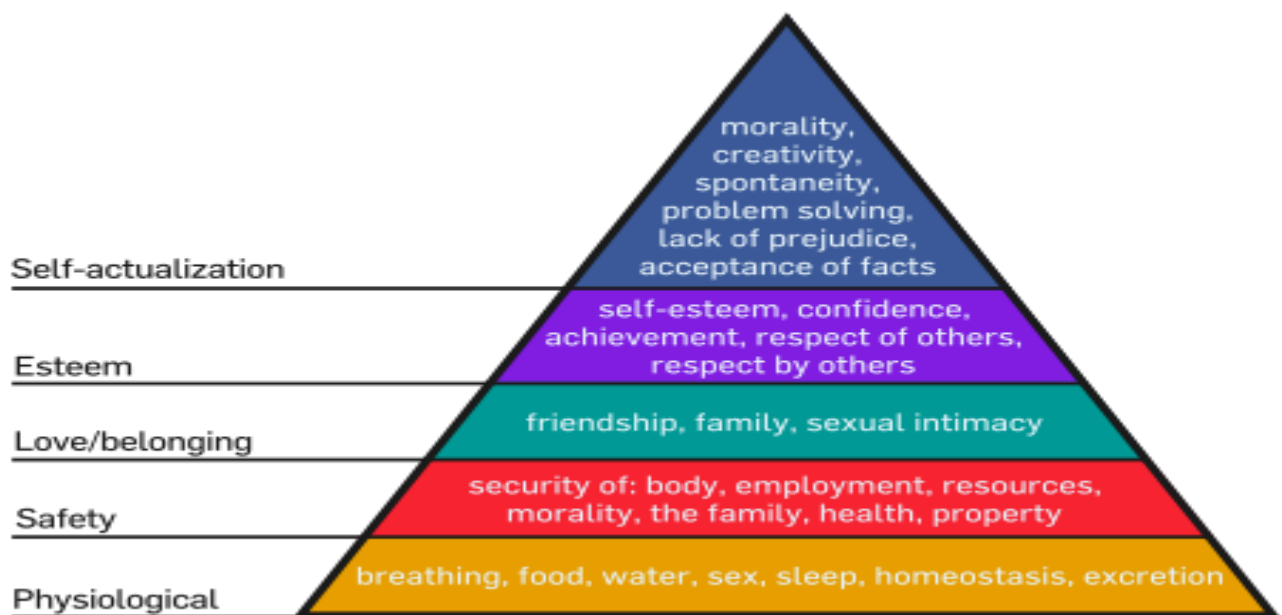 morality,
creativity,
spontaneity,
problem solving,
lack of prejudice,
acceptance of facts
Self-actualization
self-esteem, confidence,
achievement, respect of others,
respect by others
Esteem
friendship, family, sexual intimacy
Love/belonging
security of: body, employment, resources,
morality, the family, health, property
Safety
breathing, food, water, sex, sleep, homeostasis, excretion
Physiological